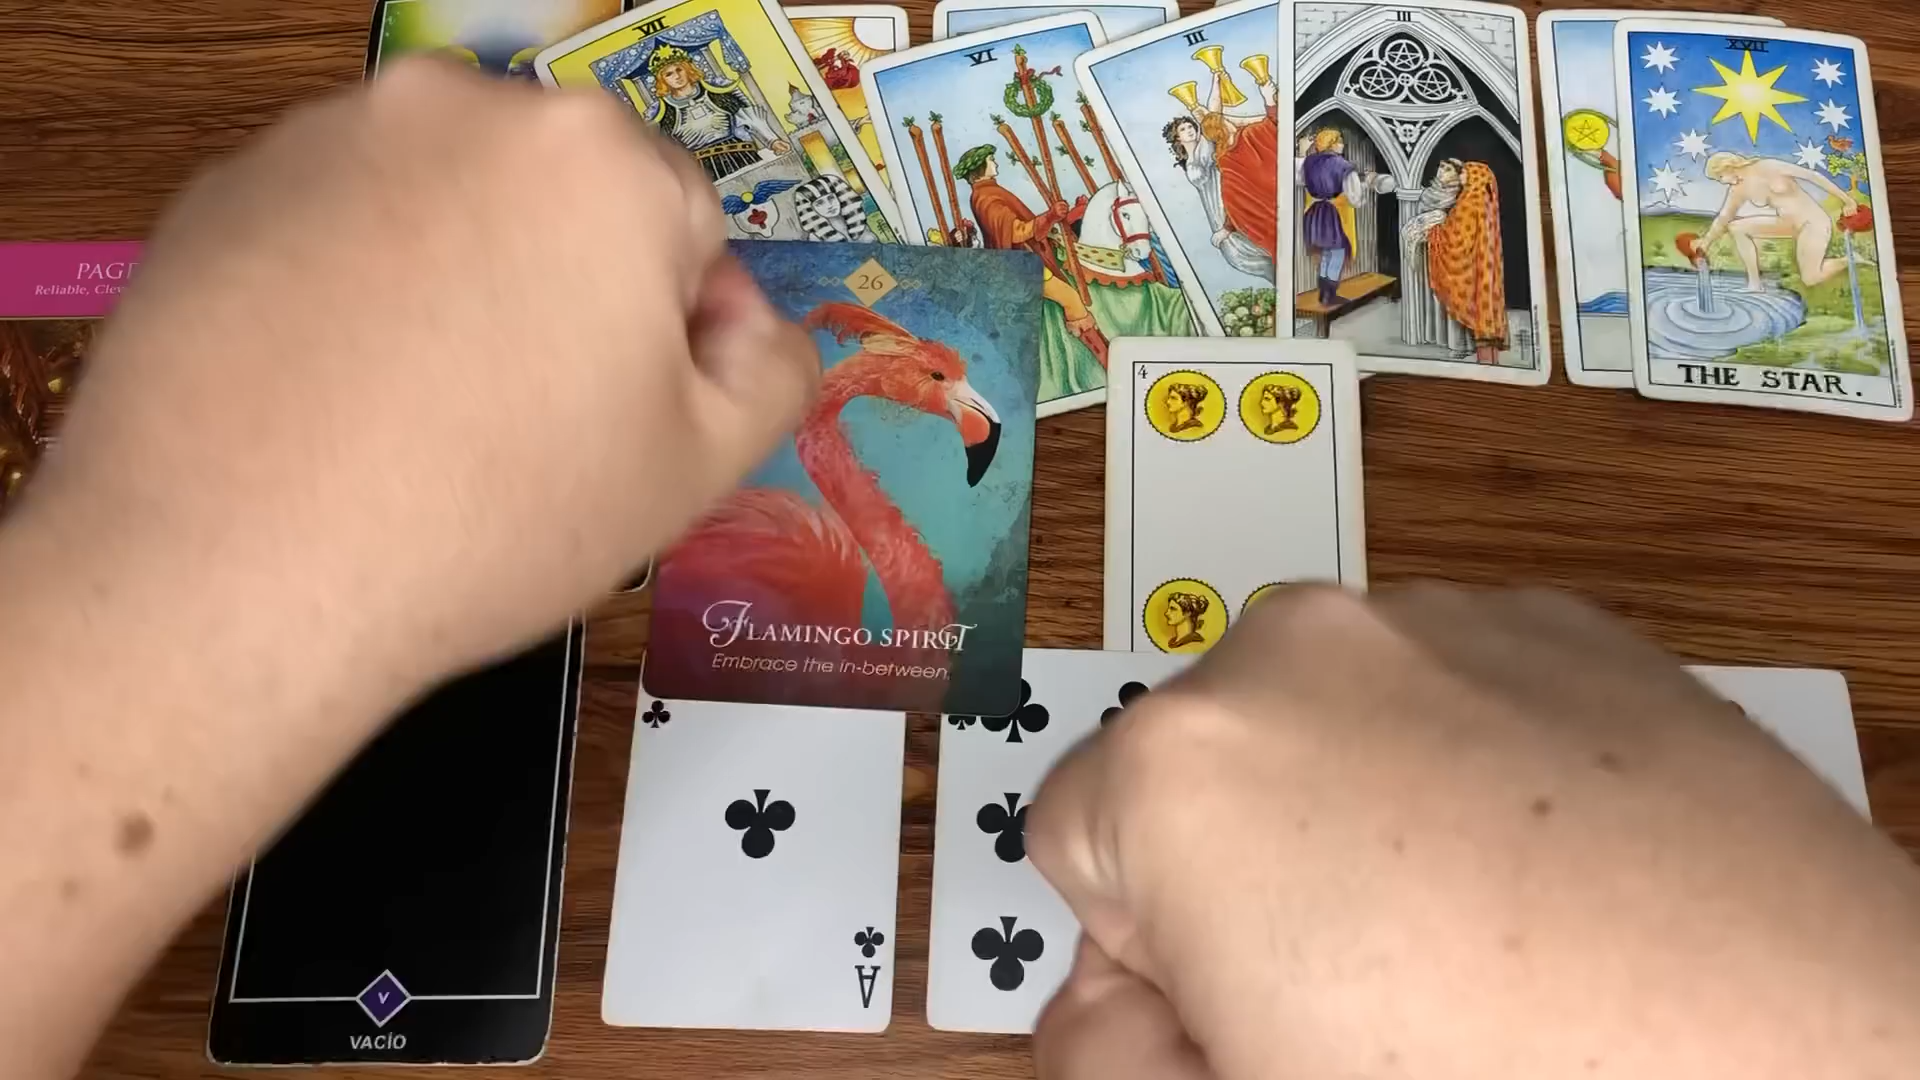 VII
VI
III
III
XVII
PAGE
Reliable, Clev
26
THE STAR.
4
FLAMINGO SPIRIT
Embrace the in-between.
A
V
VACÍO